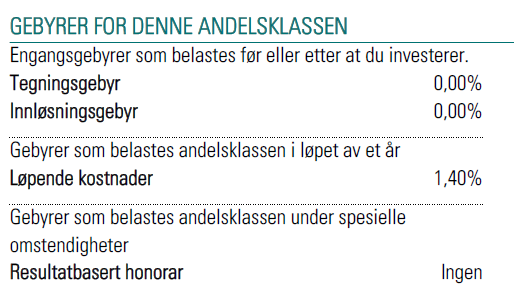 GEBYRER FOR DENNE ANDELSKLASSEN
Engangsgebyrer som belastes før eller etter at du investerer.
Tegningsgebyr 0,00%
Innløsningsgebyr 0,00%
Gebyrer som belastes andelsklassen i løpet av et år
Løpende kostnader 1,40%
Gebyrer som belastes andelsklassen under spesielle
omstendigheter
Resultatbasert honorar Ingen